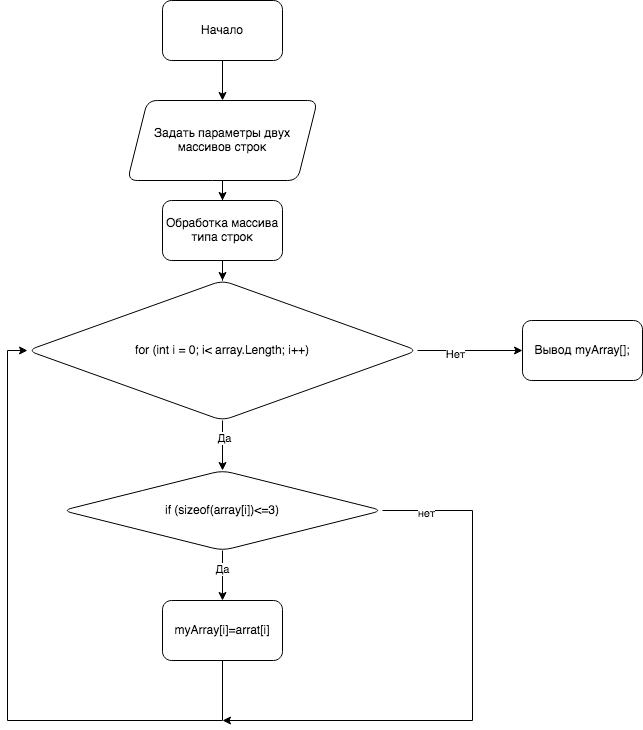 Начало
Задать параметры двух
массивов строк
Обработка массива
типа строк
for (int i = 0; i< array.Length; i++)
Нет
Вывод myArray[];
Да
if (sizeof(array[i])<=3)
нет
Да
myArray[i]=arrat[i]